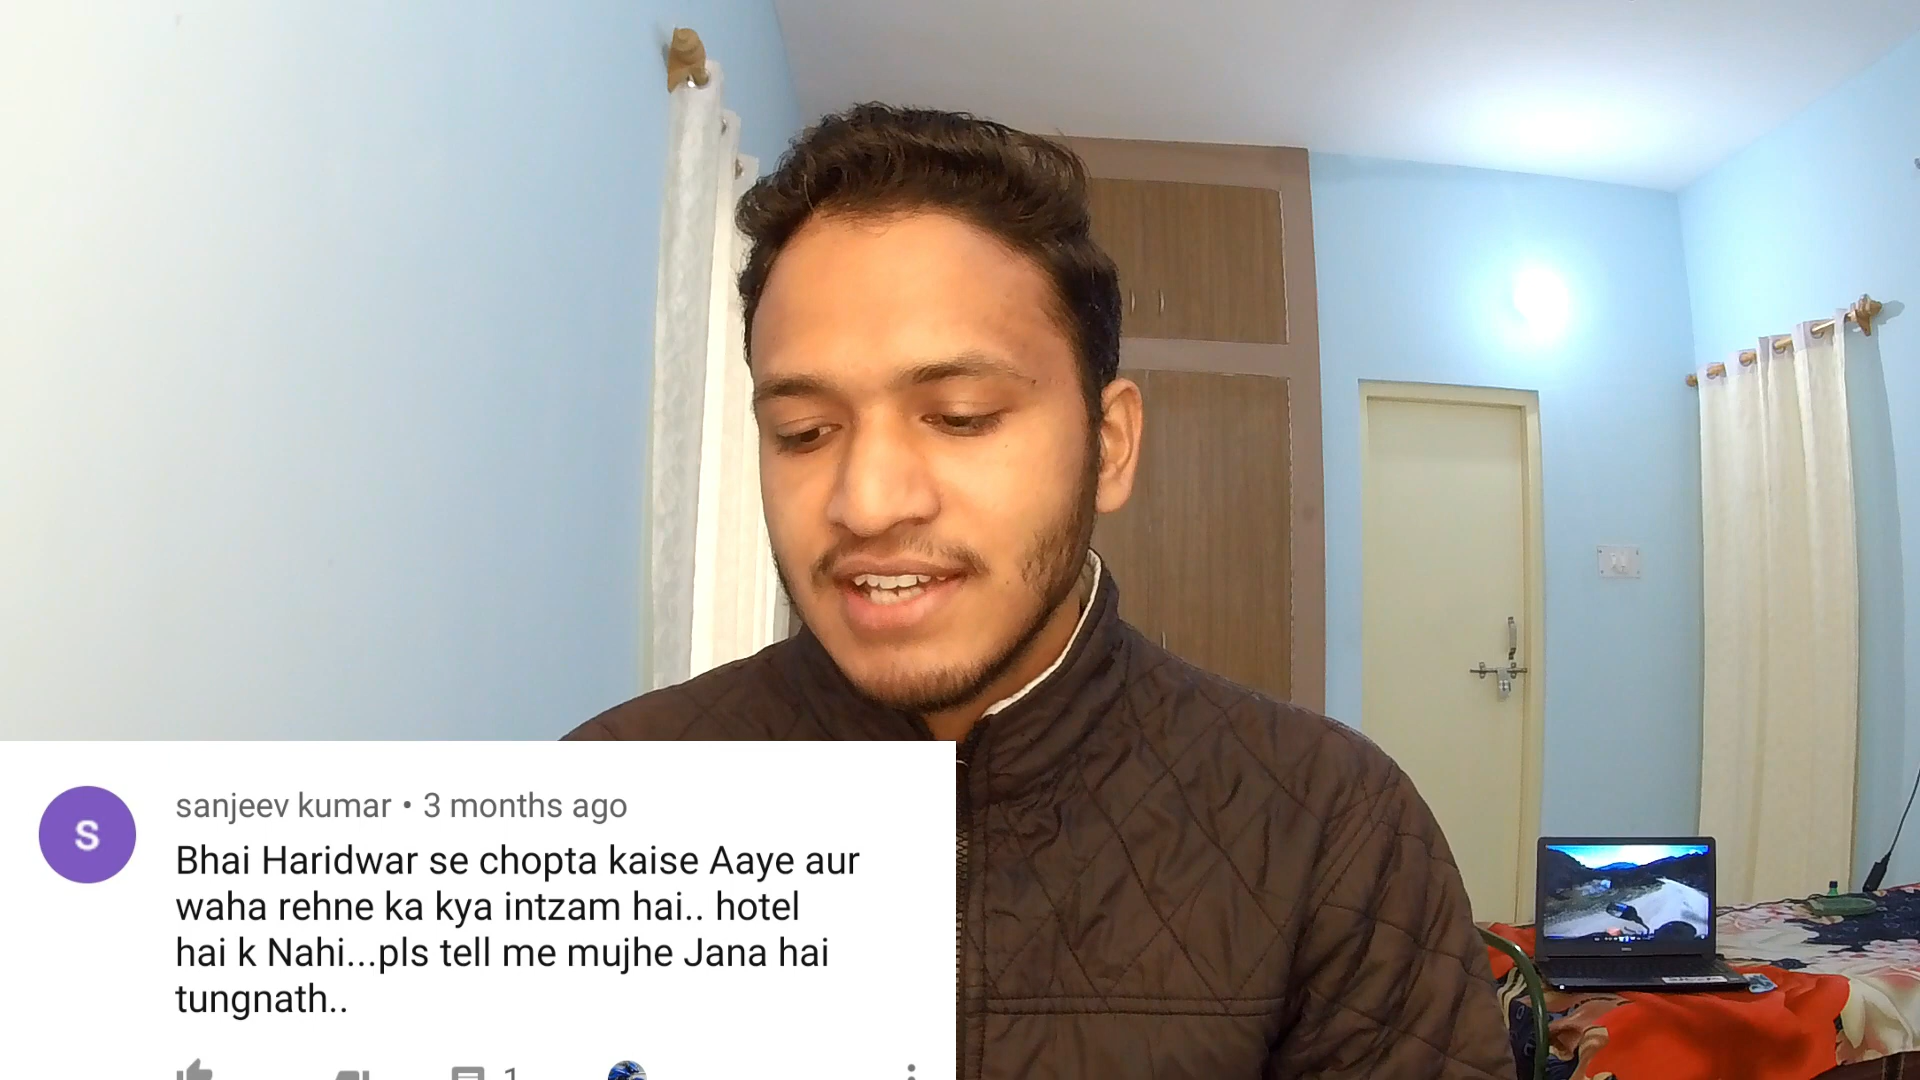 S
sanjeev kumar • 3 months ago
Bhai Haridwar se chopta kaise Aaye aur
waha rehne ka kya intzam hai.. hotel
hai k Nahi...pls tell me mujhe Jana hai
tungnath..
1